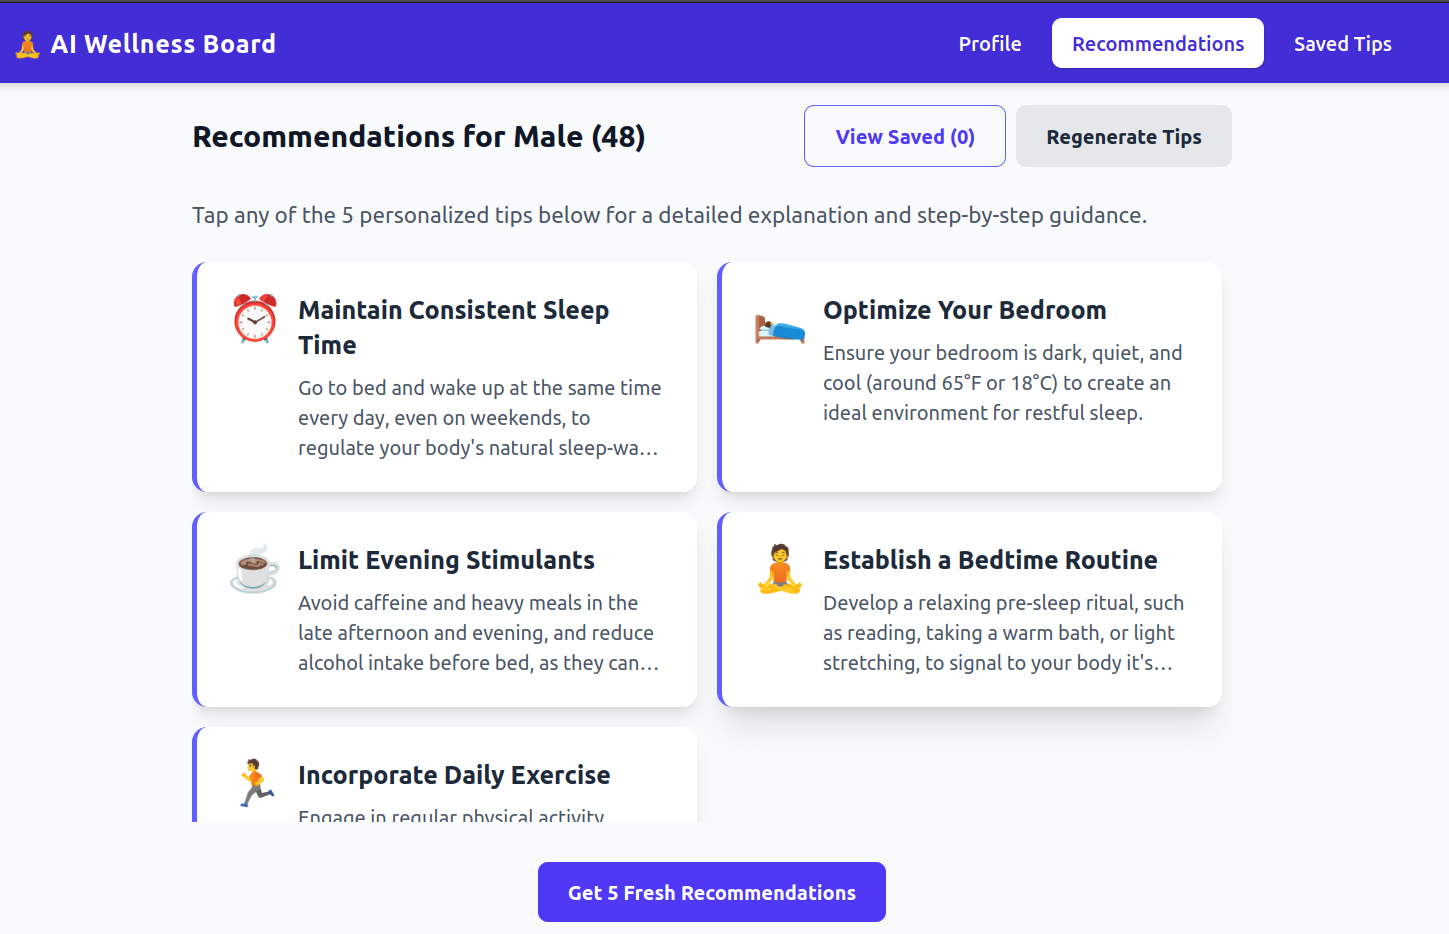 AI Wellness Board
Profile
Recommendations
Saved Tips
Recommendations for Male (48)
View Saved (0)
Regenerate Tips
Tap any of the 5 personalized tips below for a detailed explanation and step-by-step guidance.
Maintain Consistent Sleep
Time
Go to bed and wake up at the same time
every day, even on weekends, to
regulate your body's natural sleep-wa…
Optimize Your Bedroom
Ensure your bedroom is dark, quiet, and
cool (around 65°F or 18°C) to create an
ideal environment for restful sleep.
Limit Evening Stimulants
Avoid caffeine and heavy meals in the
late afternoon and evening, and reduce
alcohol intake before bed, as they can…
Establish a Bedtime Routine
Develop a relaxing pre-sleep ritual, such
as reading, taking a warm bath, or light
stretching, to signal to your body it's…
Incorporate Daily Exercise
Engage in regular physical activity
Get 5 Fresh Recommendations